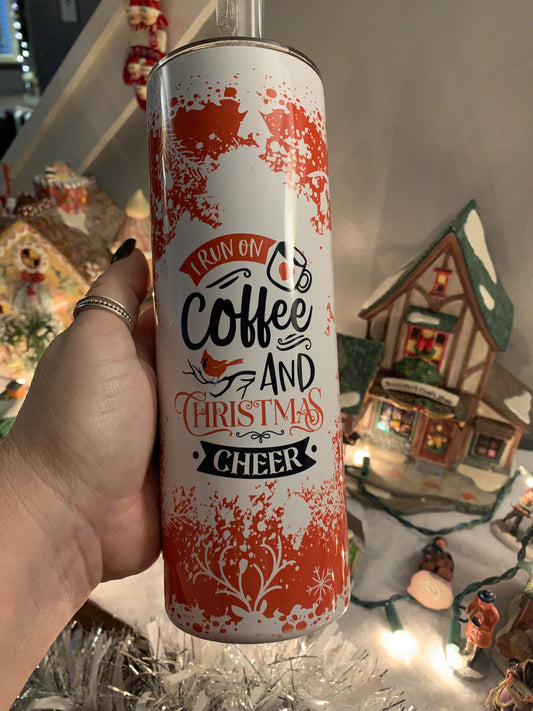 I RUN ON
Coffee
AND
CHRISTMAS
CHEER